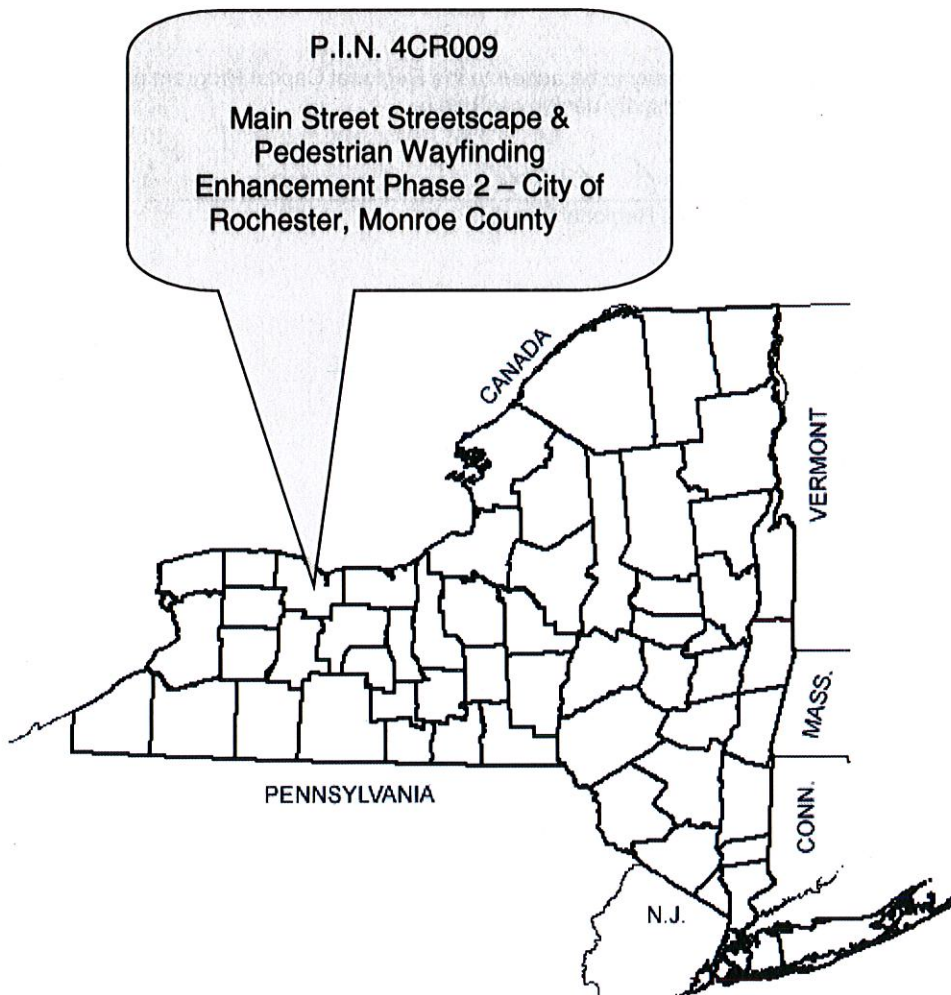 P.I.N. 4CR009
Main Street Streetscape &
Pedestrian Wayfinding
Enhancement Phase 2 – City of
Rochester, Monroe County
CANADA
VERMONT
MASS.
PENNSYLVANIA
CONN.
N.J.